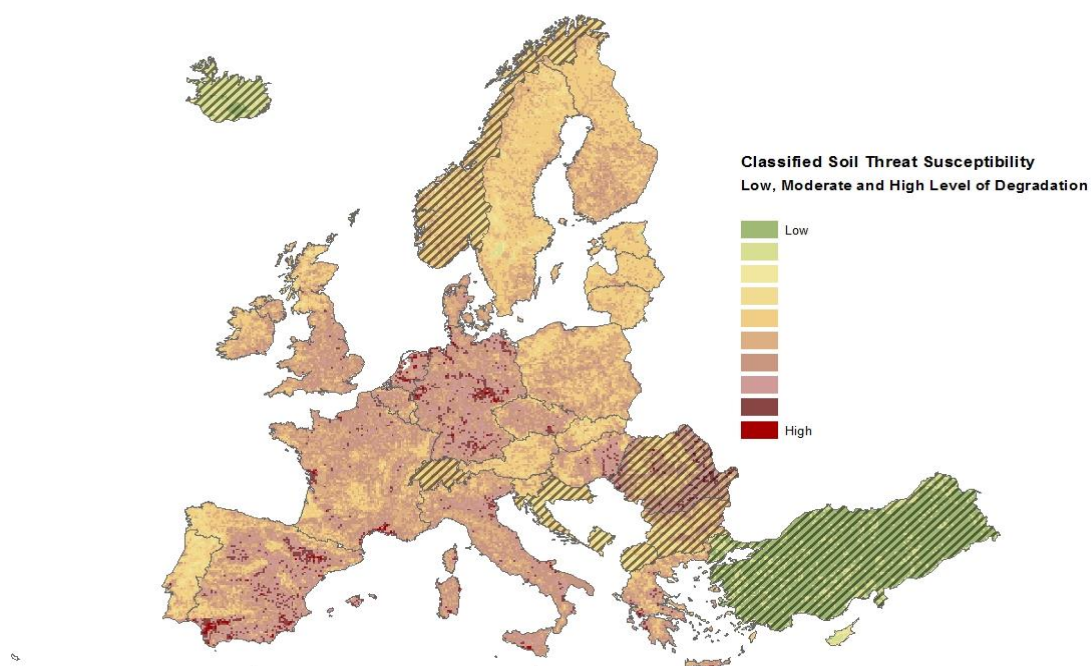 Classified Soil Threat Susceptibility
Low, Moderate and High Level of Degradation
Low
High